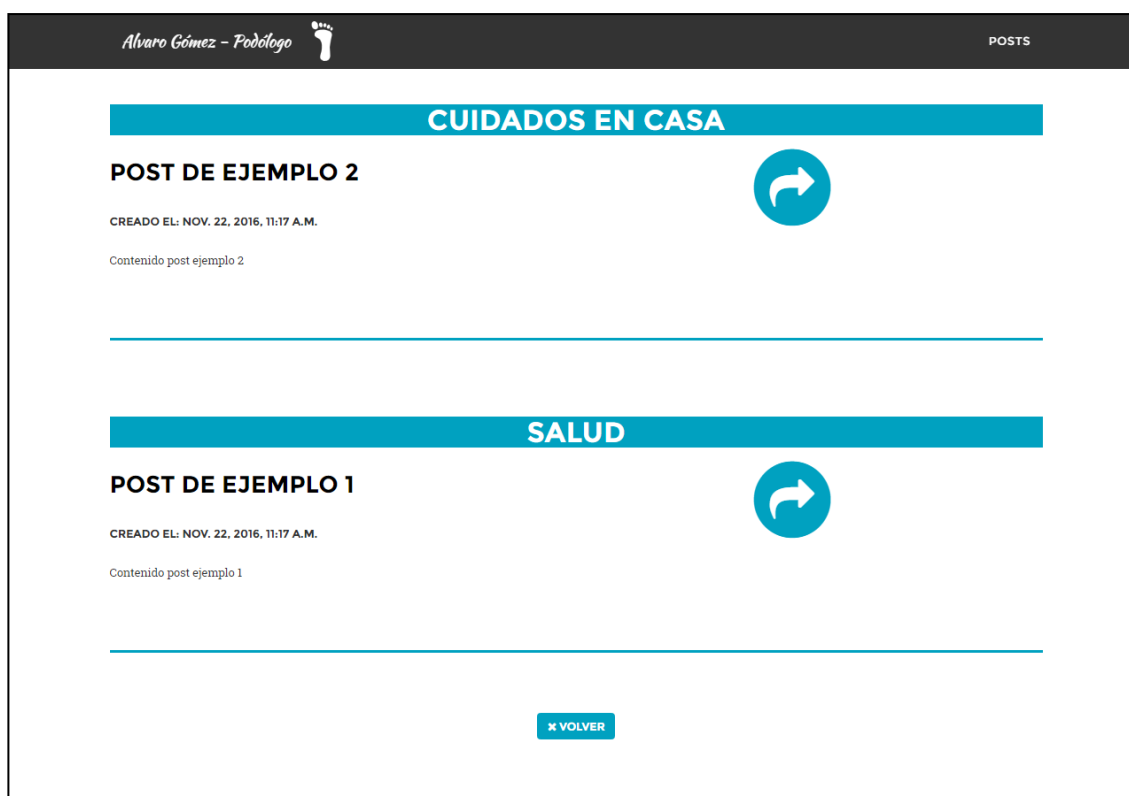 Alvaro Gómez – Podólogo
POSTS
CUIDADOS EN CASA
POST DE EJEMPLO 2
CREADO EL: NOV. 22, 2016, 11:17 A.M.
Contenido post ejemplo 2
SALUD
POST DE EJEMPLO 1
CREADO EL: NOV. 22, 2016, 11:17 A.M.
Contenido post ejemplo 1
VOLVER